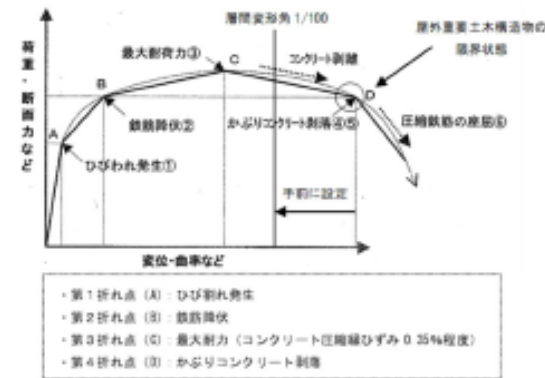 層間変形角 1/100
屋外重要土木構造物の
限界状態
最大耐荷力③
C
コンクリート剥離
B
D
鉄筋降伏②
かぶりコンクリート剥落④⑤
圧縮鉄筋の座屈⑥
A
ひびわれ発生①
手前に設定
荷重・断面力など
変位・曲率など
・第1折れ点 (A)：ひび割れ発生
・第2折れ点 (B)：鉄筋降伏
・第3折れ点 (C)：最大耐力（コンクリート圧縮縁ひずみ 0.35%程度）
・第4折れ点 (D)：かぶりコンクリート剥落